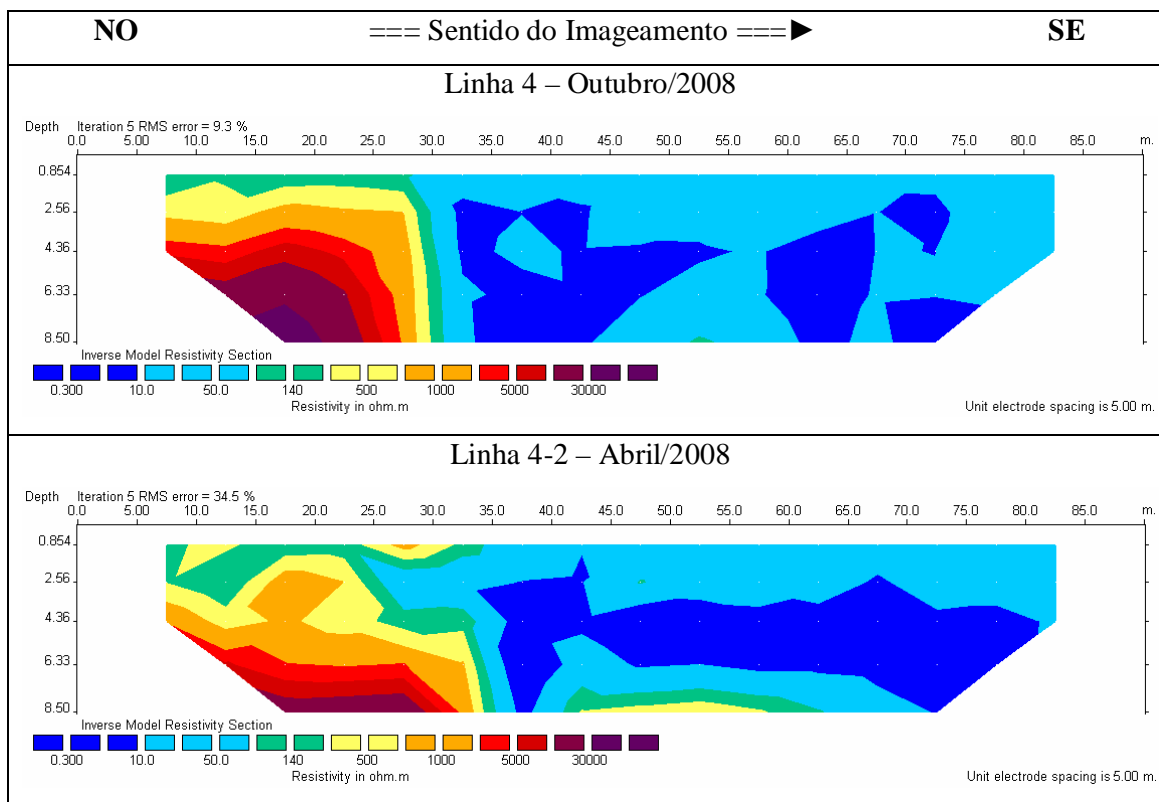 NO === Sentido do Imageamento ===► SE
Linha 4 – Outubro/2008
Depth Iteration 5 RMS error = 9.3 %
0.0 5.00 10.0 15.0 20.0 25.0 30.0 35.0 40.0 45.0 50.0 55.0 60.0 65.0 70.0 75.0 80.0 85.0 m.
0.854
2.56
4.36
6.33
8.50
Inverse Model Resistivity Section
0.300 10.0 50.0 140 500 1000 5000 30000
Resistivity in ohm.m Unit electrode spacing is 5.00 m.
Linha 4-2 – Abril/2008
Depth Iteration 5 RMS error = 34.5 %
0.0 5.00 10.0 15.0 20.0 25.0 30.0 35.0 40.0 45.0 50.0 55.0 60.0 65.0 70.0 75.0 80.0 85.0 m.
0.854
2.56
4.36
6.33
8.50
Inverse Model Resistivity Section
0.300 10.0 50.0 140 500 1000 5000 30000
Resistivity in ohm.m Unit electrode spacing is 5.00 m.